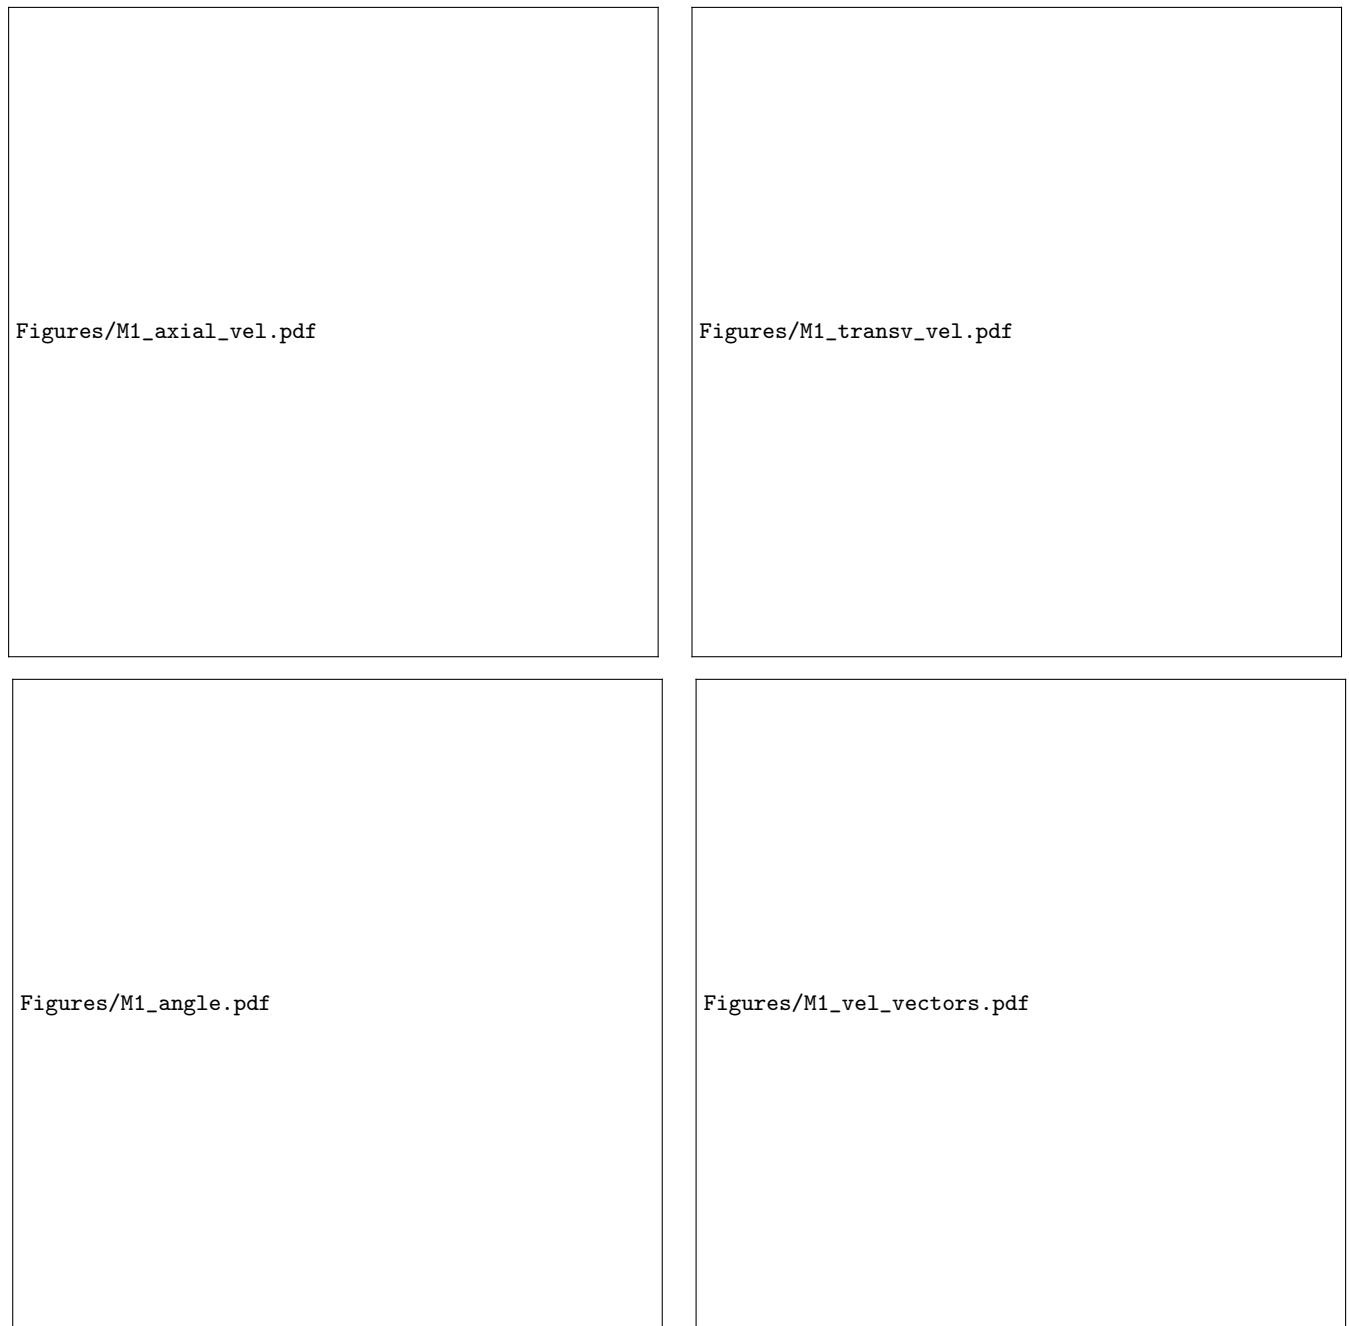 Figures/M1_axial_vel.pdf
Figures/M1_transv_vel.pdf
Figures/M1_angle.pdf
Figures/M1_vel_vectors.pdf